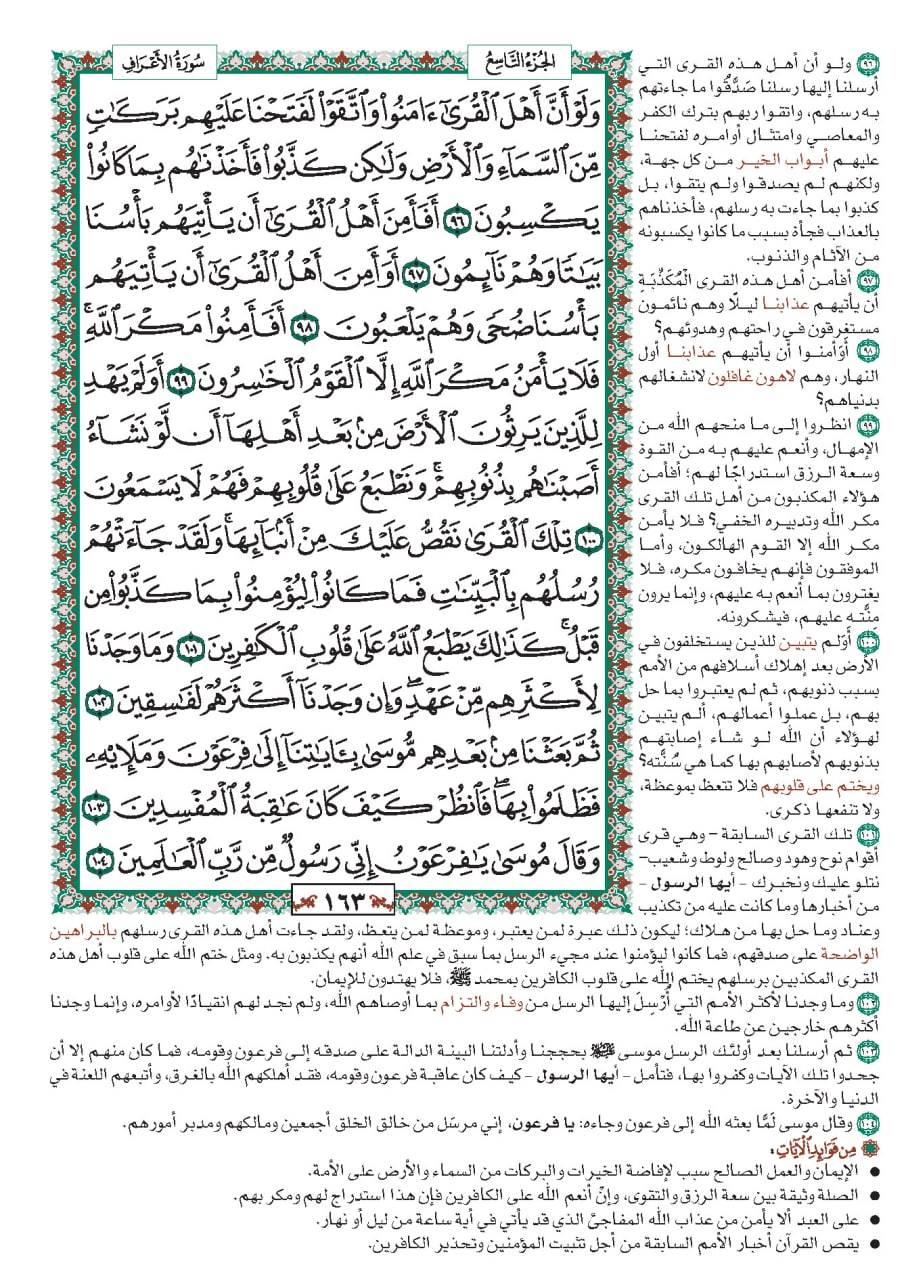 الجُزْءُ التَّاسِعُ
سُورَةُ الأَعْرَافِ
وَلَوۡ أَنَّ أَهۡلَ ٱلۡقُرَىٰٓ ءَامَنُواْ وَٱتَّقَوۡاْ لَفَتَحۡنَا عَلَيۡهِم بَرَكَٰتٖ
مِّنَ ٱلسَّمَآءِ وَٱلۡأَرۡضِ وَلَٰكِن كَذَّبُواْ فَأَخَذۡنَٰهُم بِمَا كَانُواْ
يَكۡسِبُونَ ٩٦ أَفَأَمِنَ أَهۡلُ ٱلۡقُرَىٰٓ أَن يَأۡتِيَهُم بَأۡسُنَا
بَيَٰتٗا وَهُمۡ نَآئِمُونَ ٩٧ أَوَأَمِنَ أَهۡلُ ٱلۡقُرَىٰٓ أَن يَأۡتِيَهُم
بَأۡسُنَا ضُحٗى وَهُمۡ يَلۡعَبُونَ ٩٨ أَفَأَمِنُواْ مَكۡرَ ٱللَّهِۚ
فَلَا يَأۡمَنُ مَكۡرَ ٱللَّهِ إِلَّا ٱلۡقَوۡمُ ٱلۡخَٰسِرُونَ ٩٩ أَوَلَمۡ يَهۡدِ
لِلَّذِينَ يَرِثُونَ ٱلۡأَرۡضَ مِنۢ بَعۡدِ أَهۡلِهَآ أَن لَّوۡ نَشَآءُ
أَصَبۡنَٰهُم بِذُنُوبِهِمۡۚ وَنَطۡبَعُ عَلَىٰ قُلُوبِهِمۡ فَهُمۡ لَا يَسۡمَعُونَ
١٠٠ تِلۡكَ ٱلۡقُرَىٰ نَقُصُّ عَلَيۡكَ مِنۡ أَنۢبَآئِهَاۚ وَلَقَدۡ جَآءَتۡهُمۡ
رُسُلُهُم بِٱلۡبَيِّنَٰتِ فَمَا كَانُواْ لِيُؤۡمِنُواْ بِمَا كَذَّبُواْ مِن
قَبۡلُۚ كَذَٰلِكَ يَطۡبَعُ ٱللَّهُ عَلَىٰ قُلُوبِ ٱلۡكَٰفِرِينَ ١٠١ وَمَا وَجَدۡنَا
لِأَكۡثَرِهِم مِّنۡ عَهۡدٖۖ وَإِن وَجَدۡنَآ أَكۡثَرَهُمۡ لَفَٰسِقِينَ ١٠٢
ثُمَّ بَعَثۡنَا مِنۢ بَعۡدِهِم مُّوسَىٰ بِـَٔايَٰتِنَآ إِلَىٰ فِرۡعَوۡنَ وَمَلَإِيْهِۦ
فَظَلَمُواْ بِهَاۖ فَٱنظُرۡ كَيۡفَ كَانَ عَٰقِبَةُ ٱلۡمُفۡسِدِينَ ١٠٣
وَقَالَ مُوسَىٰ يَٰفِرۡعَوۡنُ إِنِّي رَسُولٞ مِّن رَّبِّ ٱلۡعَٰلَمِينَ ١٠٤
١٦٣
٩٦ ولو أن أهل هذه القرى التي
أرسلنا إليها رسلنا صَدَّقُوا ما جاءتهم
به رسلهم، واتقوا ربهم بترك الكفر
والمعاصي وامتثال أوامره لفتحنا
عليهم أبواب الخير من كل جهة،
ولكنهم لم يصدقوا ولم يتقوا، بل
كذبوا بما جاءت به رسلهم، فأخذناهم
بالعذاب فجأة بسبب ما كانوا يكسبونه
من الآثام والذنوب.
٩٧ أفأمن أهل هذه القرى الْمُكَذِّبَةِ
أن يأتيهم عذابنا ليلًا وهم نائمون
مستغرقون في راحتهم وهدوئهم؟
٩٨ أوَأمنوا أن يأتيهم عذابنا أول
النهار، وهم لاهون غافلون لانشغالهم
بدنياهم؟
٩٩ انظروا إلى ما منحهم الله من
الإمهال، وأنعم عليهم به من القوة
وسعة الرزق استدراجًا لهم؛ أفأمن
هؤلاء المكذبون من أهل تلك القرى
مكر الله وتدبيره الخفي؟ فلا يأمن
مكر الله إلا القوم الهالكون، وأما
الموفقون فإنهم يخافون مكره، فلا
يغترون بما أنعم به عليهم، وإنما يرون
مِنَّته عليهم، فيشكرونه.
١٠٠ أوَلم يتبين للذين يستخلفون في
الأرض بعد إهلاك أسلافهم من الأمم
بسبب ذنوبهم، ثم لم يعتبروا بما حل
بهم، بل عملوا أعمالهم، ألم يتبين
لهؤلاء أن الله لو شاء إصابتهم
بذنوبهم لأصابهم بها كما هي سُنَّته؟
ويختم على قلوبهم فلا تتعظ بموعظة،
ولا تنفعها ذكرى.
١٠١ تلك القرى السابقة – وهي قرى
أقوام نوح وهود وصالح ولوط وشعيب–
نتلو عليك ونخبرك – أيها الرسول –
من أخبارها وما كانت عليه من تكذيب
وعناد وما حل بها من هلاك؛ ليكون ذلك عبرة لمن يعتبر، وموعظة لمن يتعظ، ولقد جاءت أهل هذه القرى رسلهم بالبراهين
الواضحة على صدقهم، فما كانوا ليؤمنوا عند مجيء الرسل بما سبق في علم الله أنهم يكذبون به. ومثل ختم الله على قلوب أهل هذه
القرى المكذبين برسلهم يختم الله على قلوب الكافرين بمحمد ﷺ، فلا يهتدون للإيمان.
١٠٢ وما وجدنا لأكثر الأمم التي أُرْسِلَ إليها الرسل من وفاء والتزام بما أوصاهم الله، ولم نجد لهم انقيادًا لأوامره، وإنما وجدنا
أكثرهم خارجين عن طاعة الله.
١٠٣ ثم أرسلنا بعد أولئك الرسل موسى ﷺ بحججنا وأدلتنا البينة الدالة على صدقه إلى فرعون وقومه، فما كان منهم إلا أن
جحدوا تلك الآيات وكفروا بها، فتأمل – أيها الرسول – كيف كان عاقبة فرعون وقومه، فقد أهلكهم الله بالغرق، وأتبعهم اللعنة في
الدنيا والآخرة.
١٠٤ وقال موسى لَمَّا بعثه الله إلى فرعون وجاءه: يا فرعون، إني مرسَل من خالق الخلق أجمعين ومالكهم ومدبر أمورهم.
مِن فَوَائِدِ الآيَاتِ:
● الإيمان والعمل الصالح سبب لإفاضة الخيرات والبركات من السماء والأرض على الأمة.
● الصلة وثيقة بين سعة الرزق والتقوى، وإنْ أنعم الله على الكافرين فإن هذا استدراج لهم ومكر بهم.
● على العبد ألا يأمن من عذاب الله المفاجئ الذي قد يأتي في أية ساعة من ليل أو نهار.
● يقص القرآن أخبار الأمم السابقة من أجل تثبيت المؤمنين وتحذير الكافرين.